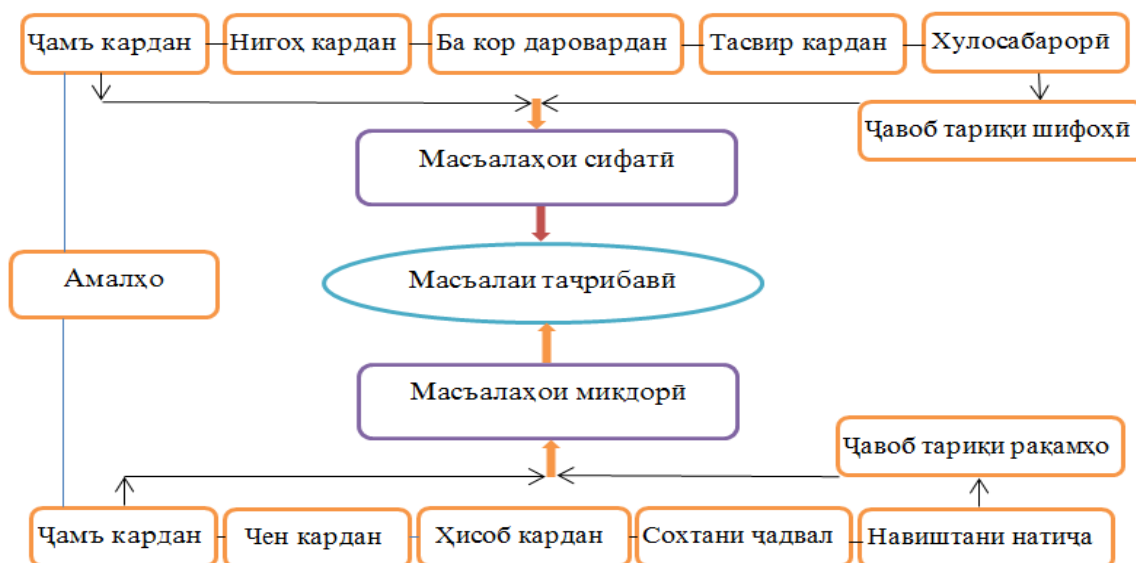 Ҷамъ кардан
Нигоҳ кардан
Ба кор даровардан
Тасвир кардан
Хулосабарорӣ
Ҷавоб тариқи шифоҳӣ
Масъалаҳои сифатӣ
Амалҳо
Масъалаи таҷрибавӣ
Масъалаҳои миқдорӣ
Ҷавоб тариқи рақамҳо
Ҷамъ кардан
Чен кардан
Ҳисоб кардан
Сохтани ҷадвал
Навиштани натиҷа